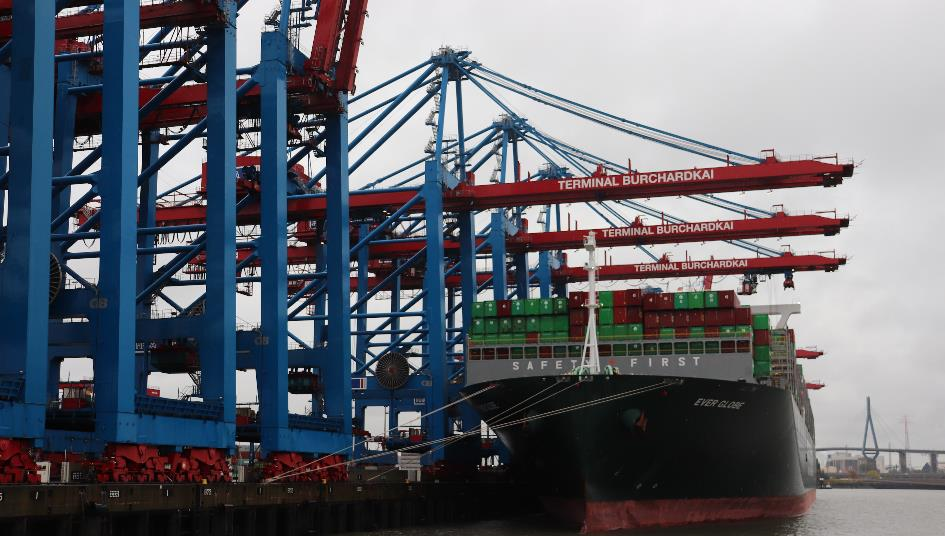 TERMINAL BURCHARDKAI
TERMINAL BURCHARDKAI
TERMINAL BURCHARDKAI
SAFETY FIRST
EVER GLOBE